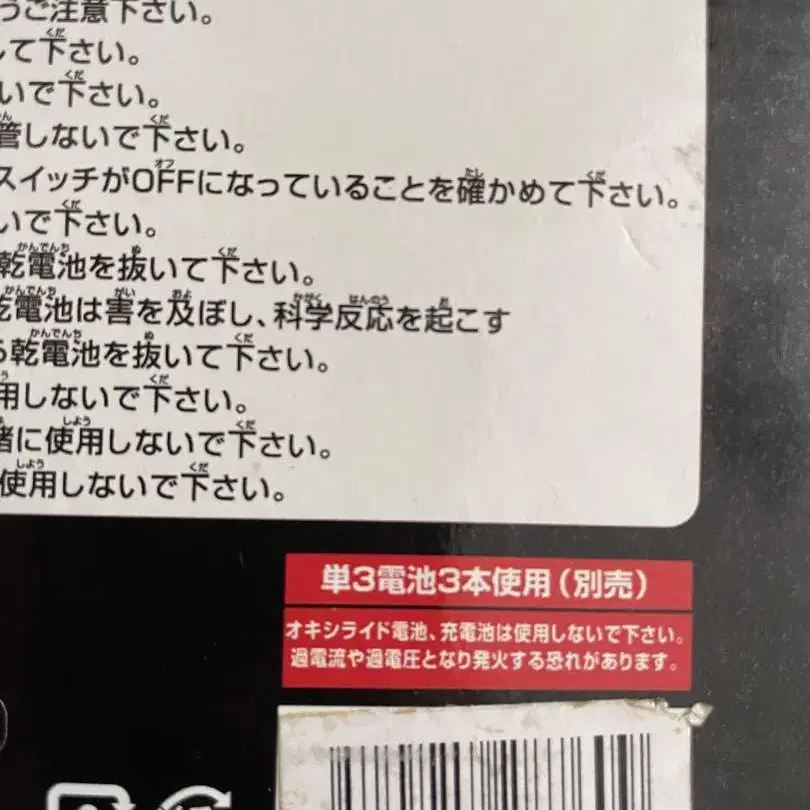 うご注意下さい。
して下さい。
いで下さい。
管しないで下さい。
スイッチがOFFになっていることを確かめて下さい。
いで下さい。
乾電池を抜いて下さい。
乾電池は害を及ぼし、科学反応を起こす
ら乾電池を抜いて下さい。
用しないで下さい。
緒に使用しないで下さい。
使用しないで下さい。
単3電池3本使用(別売)
オキシライド電池、充電池は使用しないで下さい。
過電流や過電圧となり発火する恐れがあります。